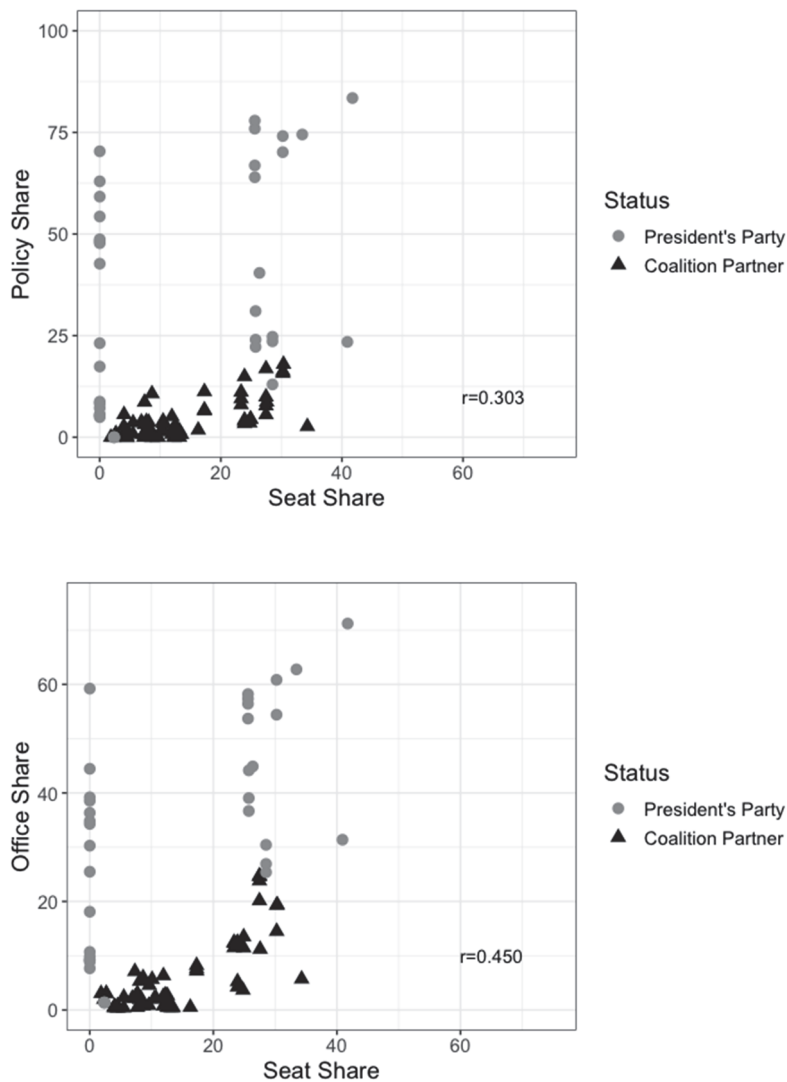 100
75
50
25
0
Policy Share
0 20 40 60
Seat Share
r=0.303
Status
President's Party
Coalition Partner
60
40
20
0
Office Share
0 20 40 60
Seat Share
r=0.450
Status
President's Party
Coalition Partner